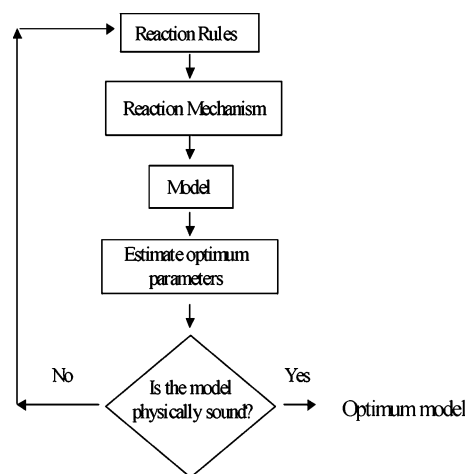 Reaction Rules
Reaction Mechanism
Model
Estimate optimum
parameters
No
Is the model
physically sound?
Yes
Optimum model